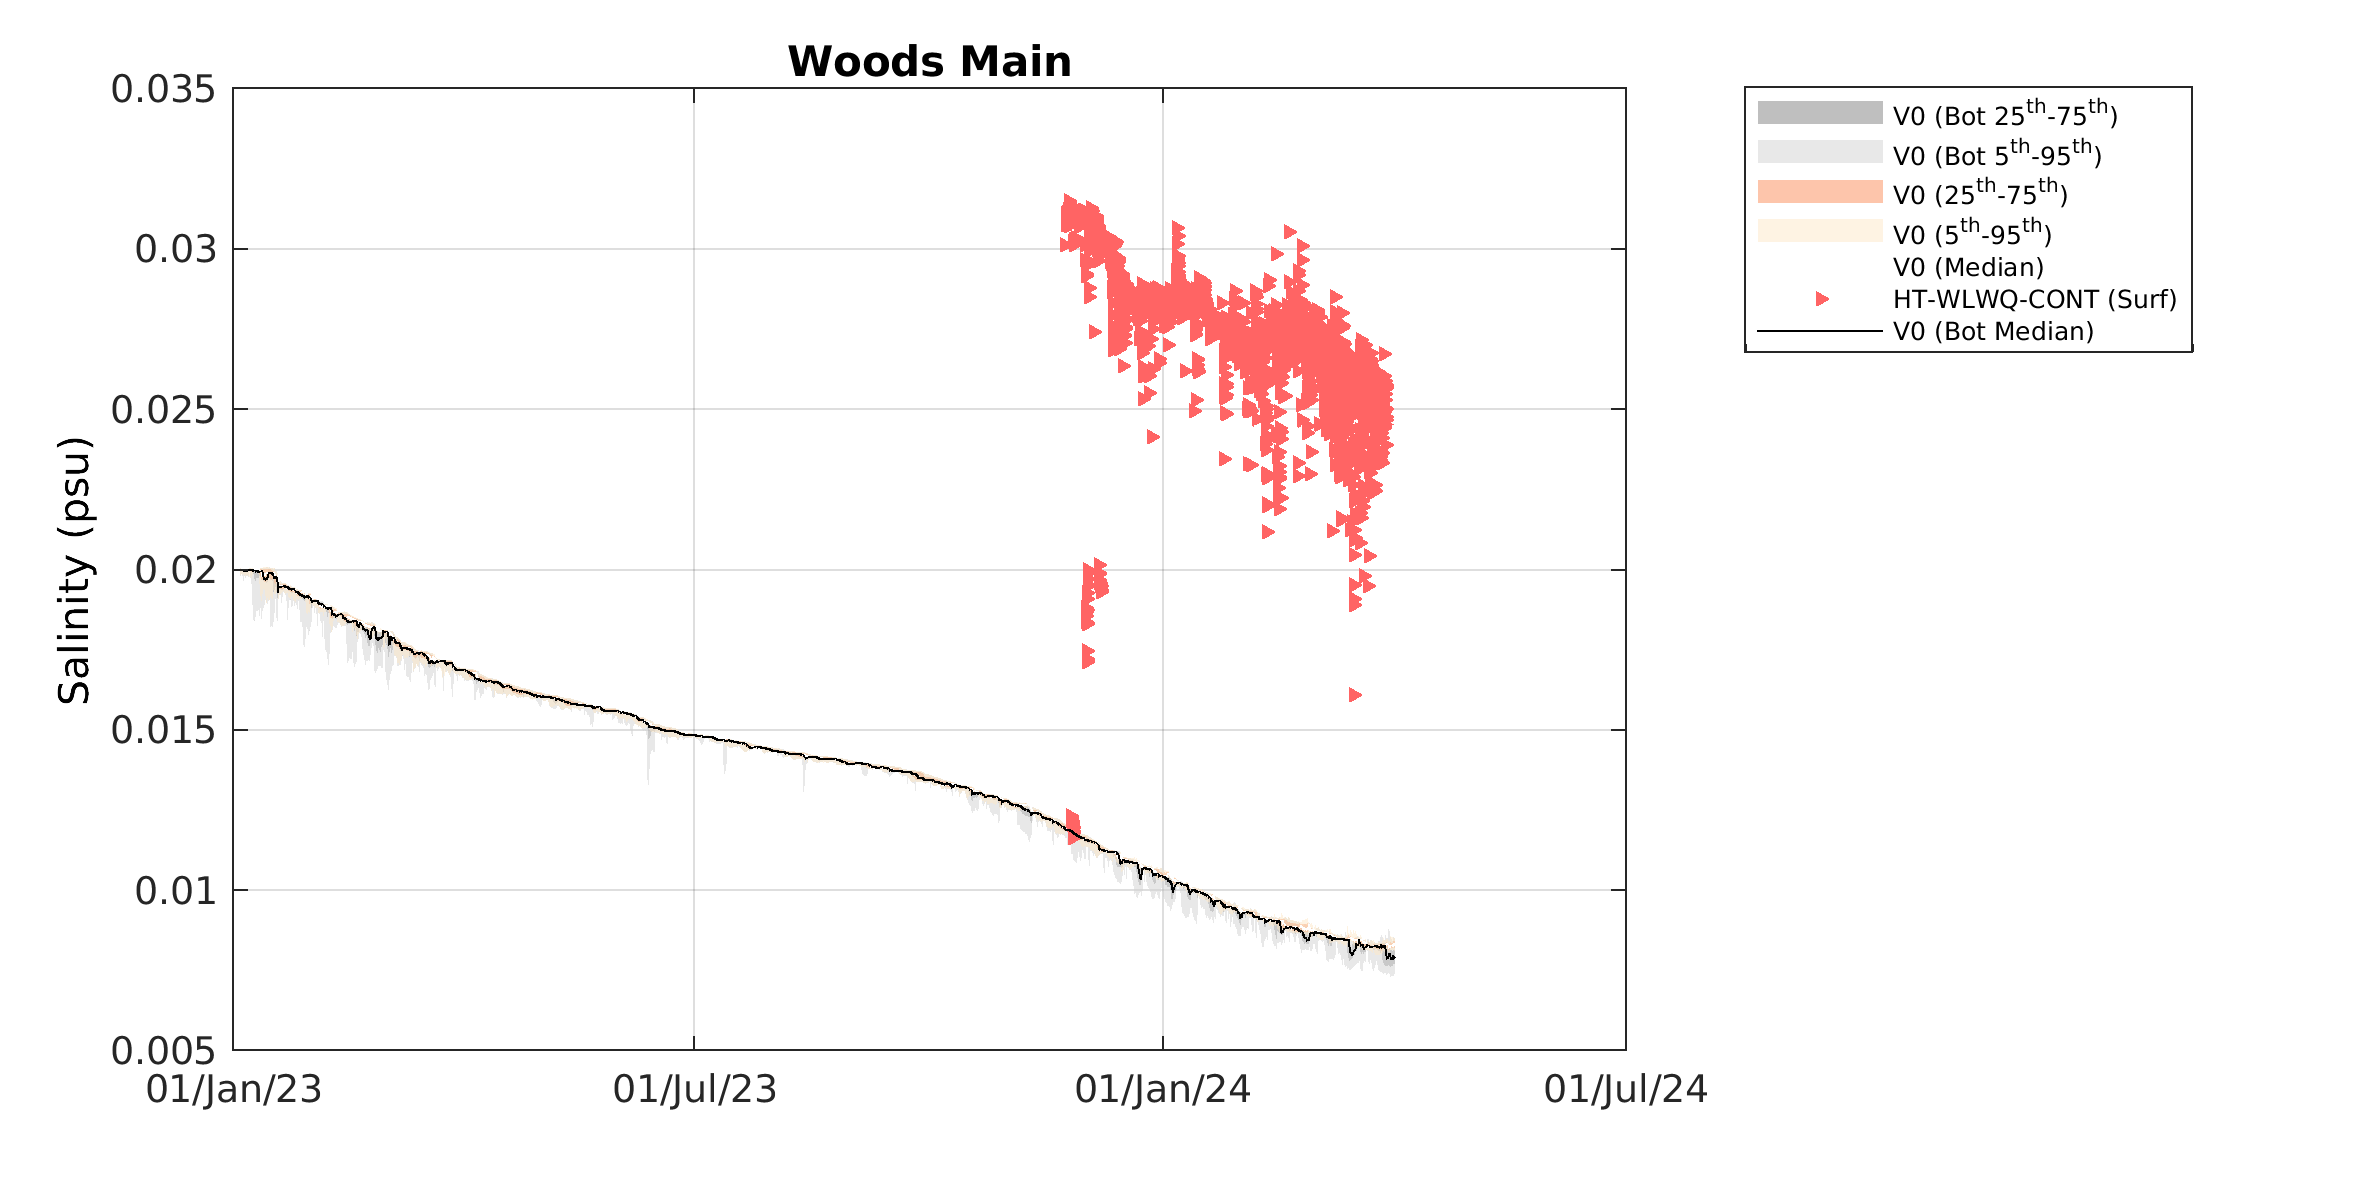 Woods Main
0.035
0.03
0.025
0.02
0.015
0.01
0.005
Salinity (psu)
01/Jan/23
01/Jul/23
01/Jan/24
01/Jul/24
V0 (Bot 25th-75th)
V0 (Bot 5th-95th)
V0 (25th-75th)
V0 (5th-95th)
V0 (Median)
HT-WLWQ-CONT (Surf)
V0 (Bot Median)